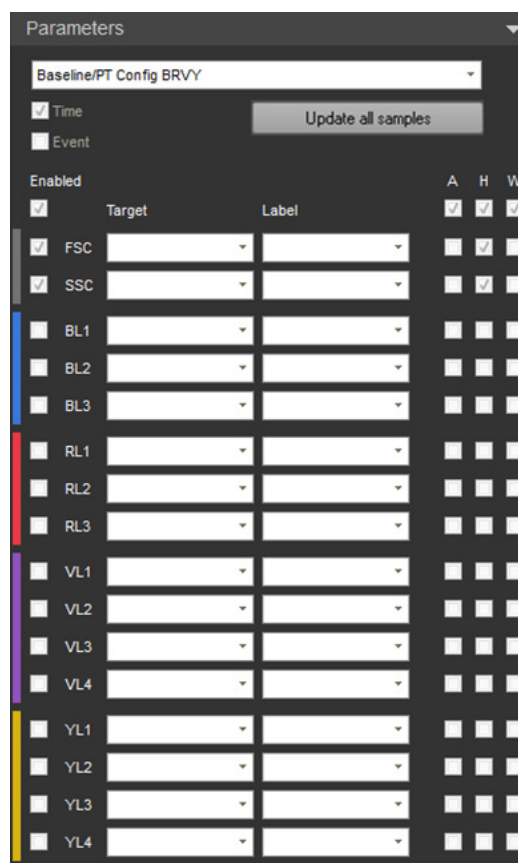 Parameters
Baseline/PT Config BRVY
Time
Update all samples
Event
Enabled
A H W
Target Label
FSC
SSC
BL1
BL2
BL3
RL1
RL2
RL3
VL1
VL2
VL3
VL4
YL1
YL2
YL3
YL4